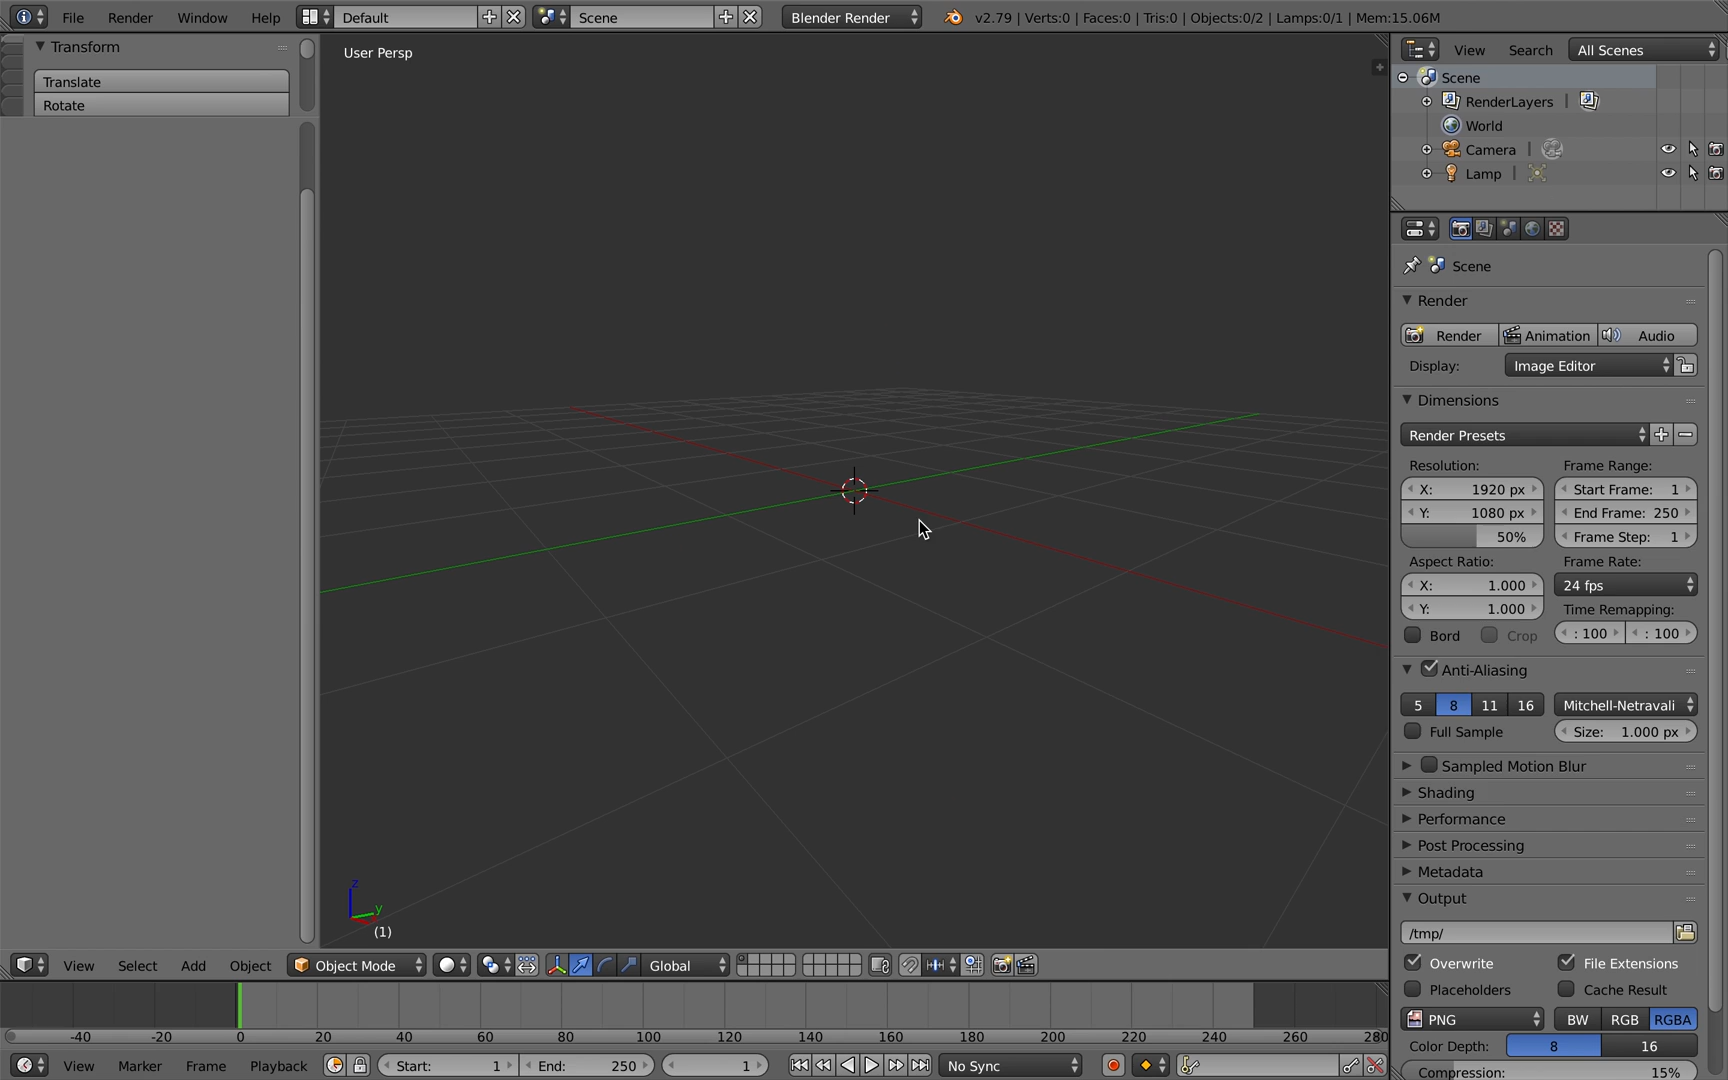 File Render Window Help Default Scene Blender Render v2.79 | Verts:0 | Faces:0 | Tris:0 | Objects:0/2 | Lamps:0/1 | Mem:15.06M
Transform
Translate
Rotate
User Persp
(1)
z
y
View Select Add Object Object Mode Global
-40 -20 0 20 40 60 80 100 120 140 160 180 200 220 240 260 280
View Marker Frame Playback Start: 1 End: 250 1 No Sync
View Search All Scenes
Scene
RenderLayers |
World
Camera |
Lamp |
Scene
Render
Render Animation Audio
Display: Image Editor
Dimensions
Render Presets
Resolution: Frame Range:
X: 1920 px Start Frame: 1
Y: 1080 px End Frame: 250
50% Frame Step: 1
Aspect Ratio: Frame Rate:
X: 1.000 24 fps
Y: 1.000 Time Remapping:
Bord Crop : 100 : 100
Anti-Aliasing
5 8 11 16 Mitchell-Netravali
Full Sample Size: 1.000 px
Sampled Motion Blur
Shading
Performance
Post Processing
Metadata
Output
/tmp/
Overwrite File Extensions
Placeholders Cache Result
PNG BW RGB RGBA
Color Depth: 8 16
Compression: 15%